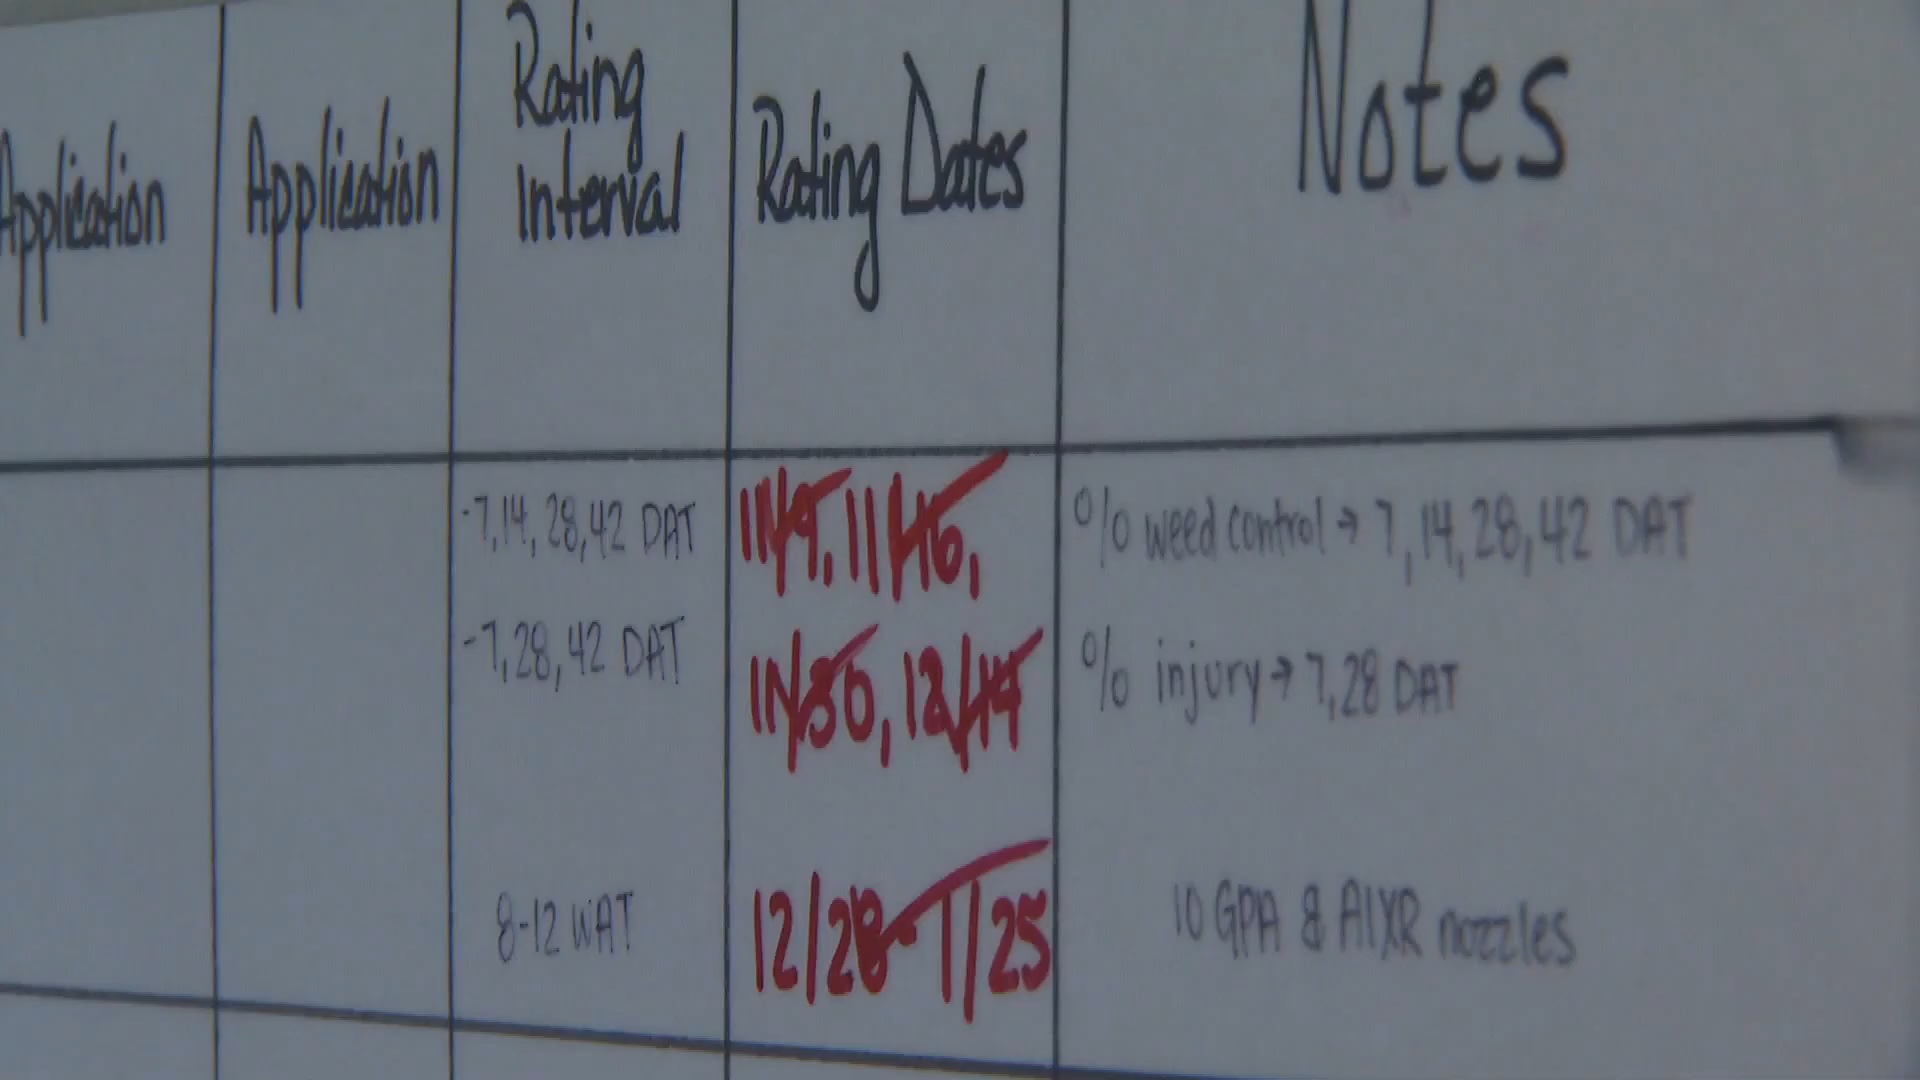 Application
Application
Rating
Interval
Rating Dates
Notes
-7,14,28,42 DAT
-7,28,42 DAT
8-12 WAT
11/9, 11/16,
11/30, 12/14
12/28-1/25
% weed control → 7,14,28,42 DAT
% injury → 7,28 DAT
10 GPA & AIXR nozzles